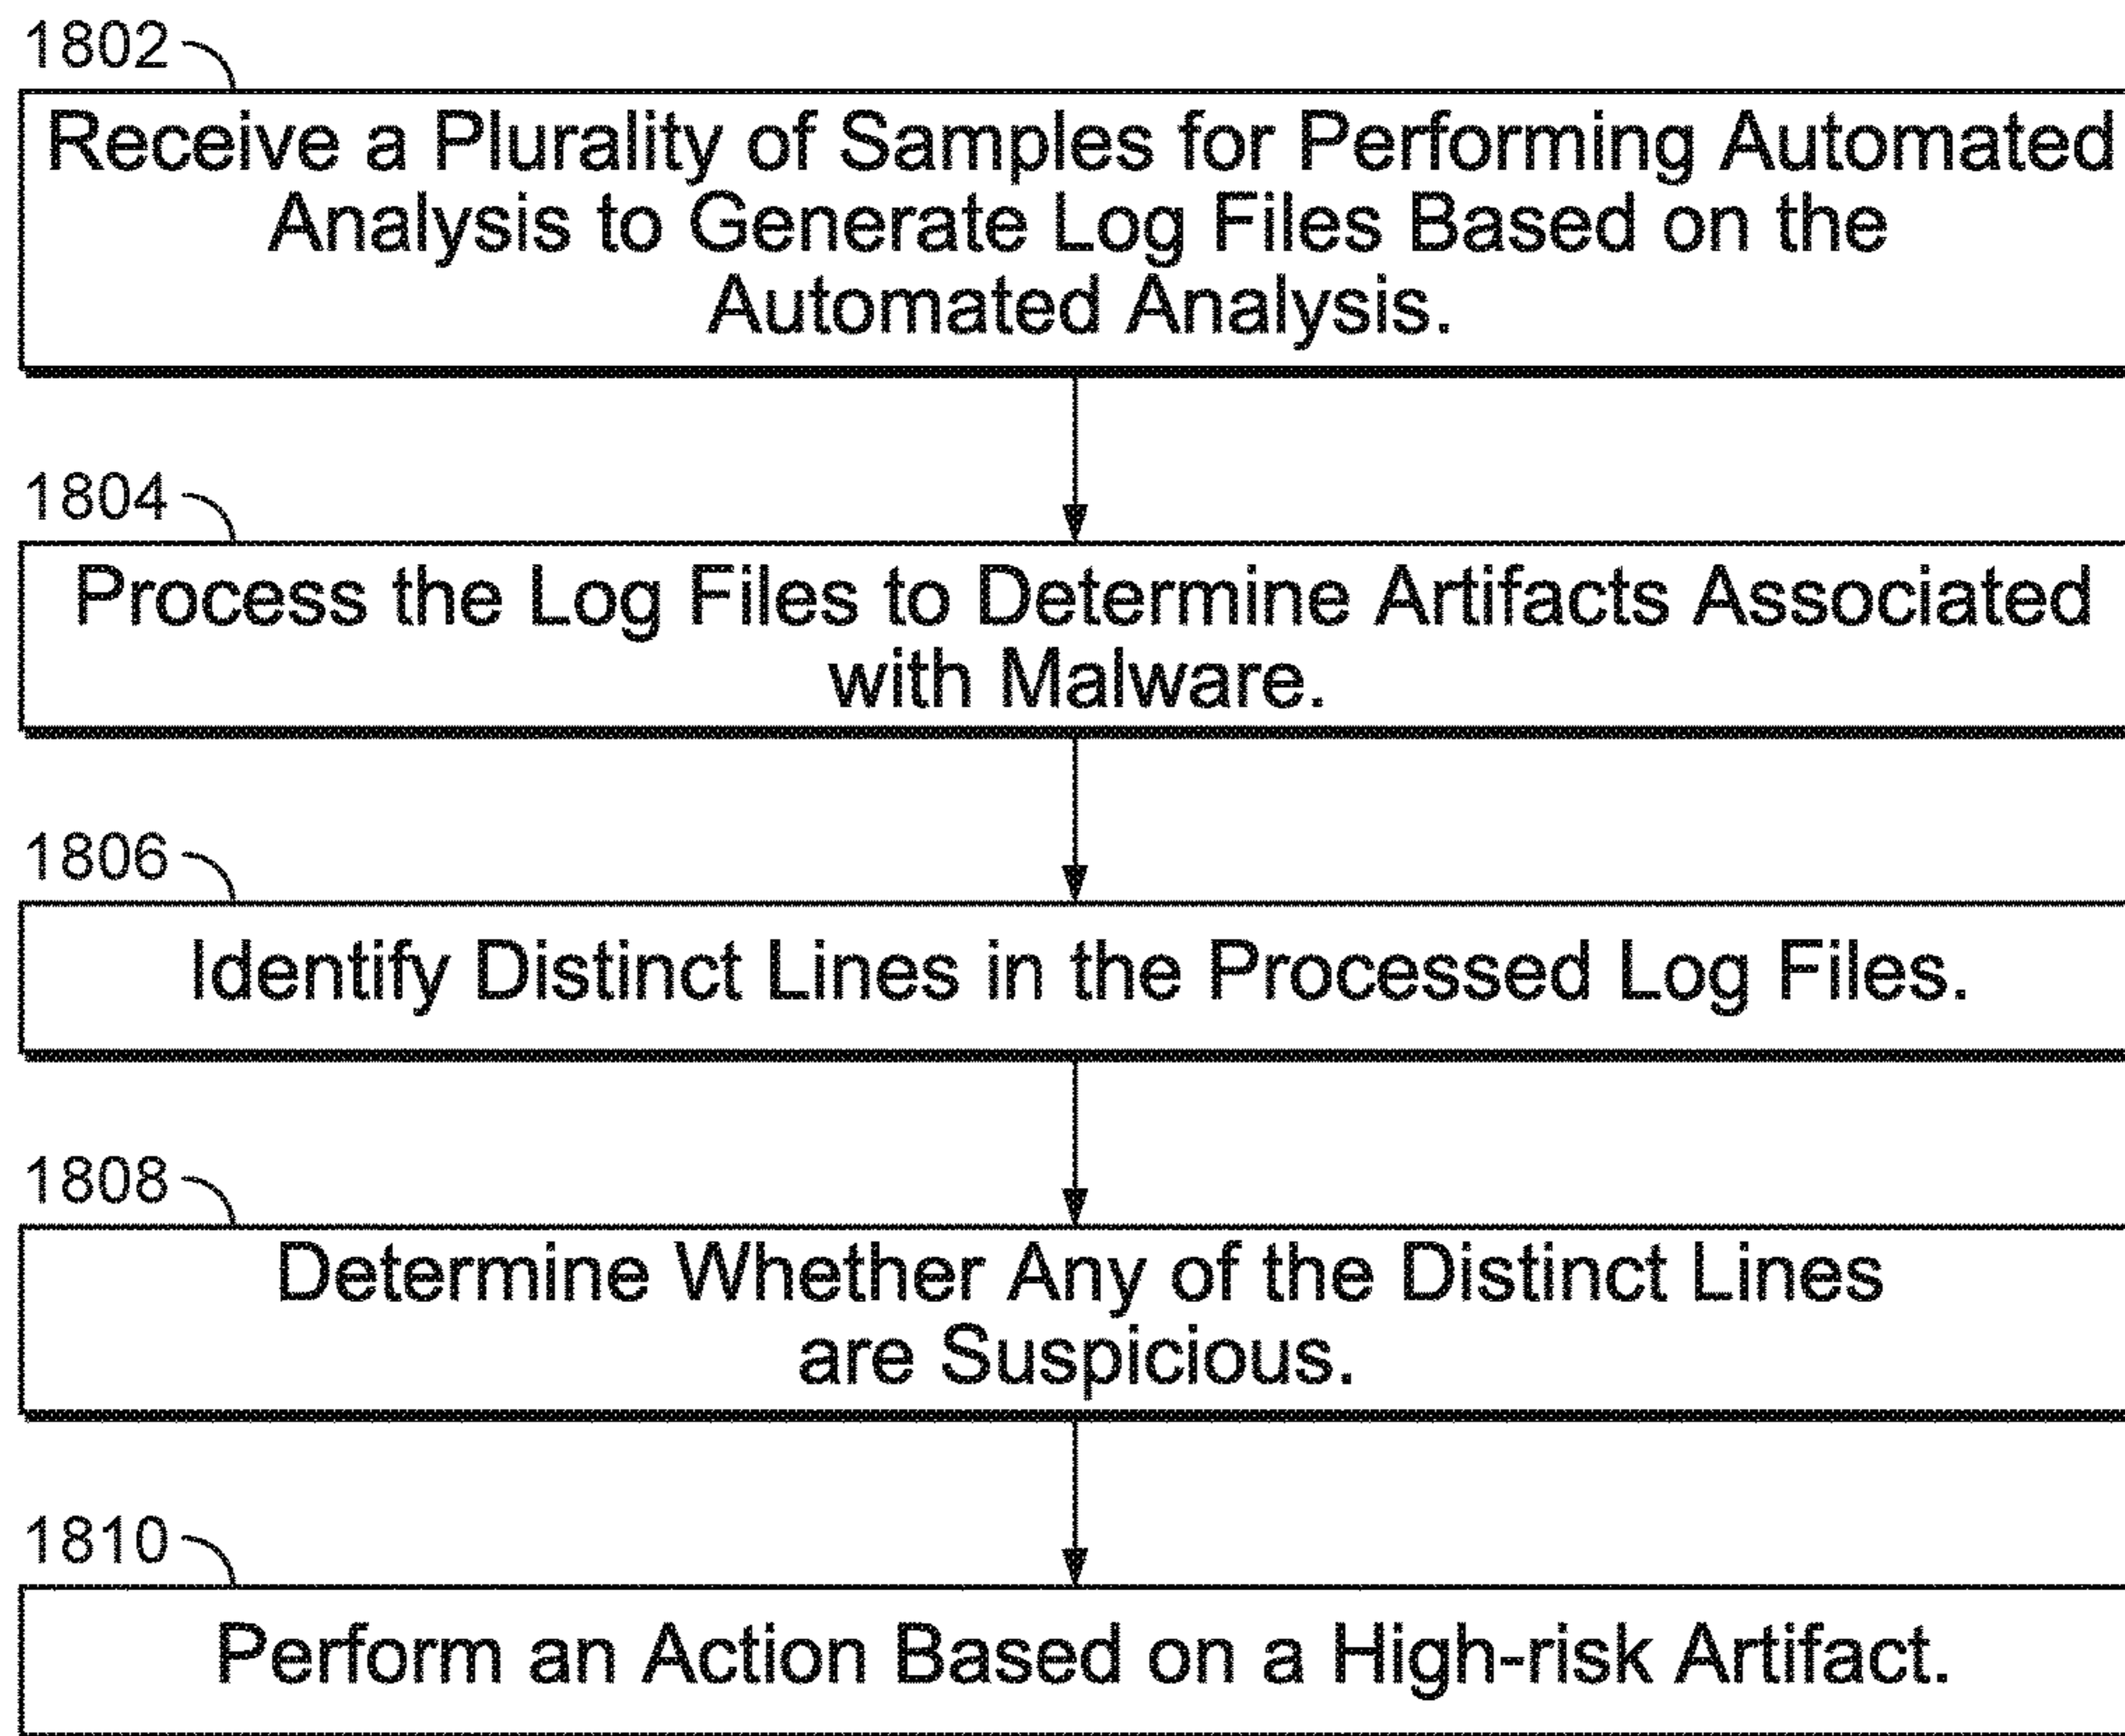 1802
Receive a Plurality of Samples for Performing Automated
Analysis to Generate Log Files Based on the
Automated Analysis.
1804
Process the Log Files to Determine Artifacts Associated
with Malware.
1806
Identify Distinct Lines in the Processed Log Files.
1808
Determine Whether Any of the Distinct Lines
are Suspicious.
1810
Perform an Action Based on a High-risk Artifact.